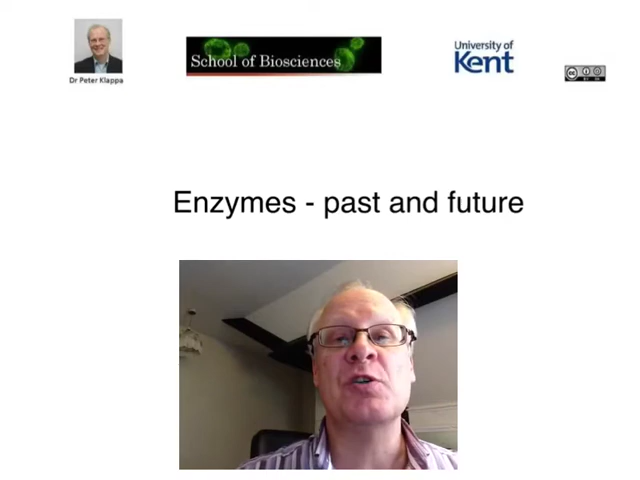 Dr Peter Klappa
School of Biosciences
University of
Kent
Enzymes - past and future